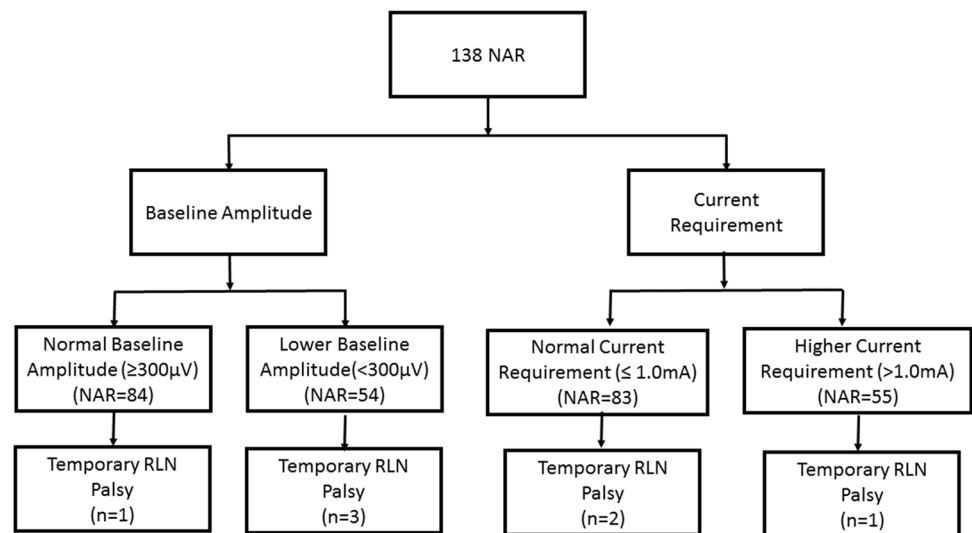 138 NAR
Baseline Amplitude
Current
Requirement
Normal Baseline
Amplitude (≥300µV)
(NAR=84)
Lower Baseline
Amplitude(<300µV)
(NAR=54)
Normal Current
Requirement (≤ 1.0mA)
(NAR=83)
Higher Current
Requirement (>1.0mA)
(NAR=55)
Temporary RLN
Palsy
(n=1)
Temporary RLN
Palsy
(n=3)
Temporary RLN
Palsy
(n=2)
Temporary RLN
Palsy
(n=1)